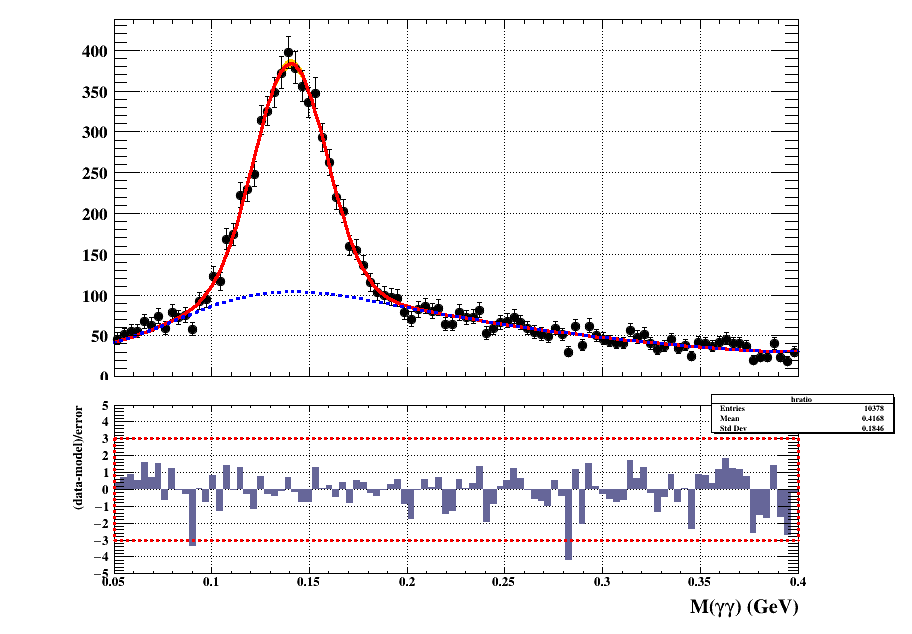 400
350
300
250
200
150
100
50
0
hratio
Entries 10378
Mean 0.4168
Std Dev 0.1846
(data-model)/error
5
4
3
2
1
0
−1
−2
−3
−4
−5
0.05 0.1 0.15 0.2 0.25 0.3 0.35 0.4
M(γγ) (GeV)